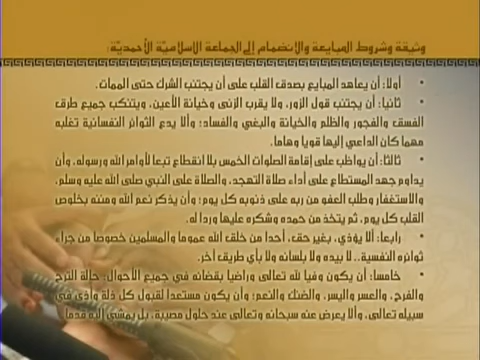 وثيقة وشروط المبايعة والانضمام إلى الجماعة الاسلامية الأحمدية:
• أولا: أن يعاهد المبايع بصدق القلب على أن يجتنب الشرك حتى الممات.
• ثانيا: أن يجتنب قول الزور، ولا يقرب الزنى وخيانة الأعين، ويتنكب جميع طرق
الفسق والفجور والظلم والخيانة والبغي والفساد؛ وألا يدع الثوائر النفسانية تغلبه
مهما كان الداعي إليها قويا وهاما.
• ثالثا: أن يواظب على إقامة الصلوات الخمس بلا انقطاع تبعا لأوامر الله ورسوله، وأن
يداوم جهد المستطاع على أداء صلاة التهجد، والصلاة على النبي صلى الله عليه وسلم،
والاستغفار وطلب العفو من ربه على ذنوبه كل يوم؛ وأن يذكر نعم الله ومننه بخلوص
القلب كل يوم، ثم يتخذ من حمده وشكره عليها وردا له.
• رابعا: ألا يؤذي، بغير حق، أحدا من خلق الله عموما والمسلمين خصوصا من جراء
ثوائره النفسية.. لا بيده ولا بلسانه ولا بأي طريق أخر.
• خامسا: أن يكون وفيا لله تعالى وراضيا بقضائه في جميع الأحوال: حالة الترح
والفرح، والعسر واليسر، والضنك والنعم؛ وأن يكون مستعدا لقبول كل ذلة وأذى في
سبيله تعالى، وألا يعرض عنه سبحانه وتعالى عند حلول مصيبة، بل يمشي إليه قدما.